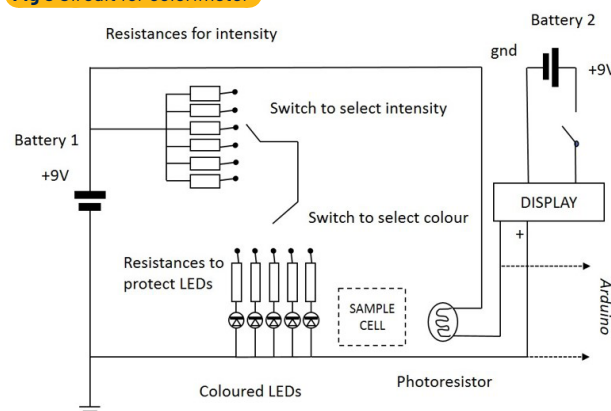 Fig 3 Circuit for colorimeter
Battery 2
Resistances for intensity
gnd
+9V
Switch to select intensity
Battery 1
+9V
DISPLAY
Switch to select colour
+
Resistances to
protect LEDs
SAMPLE
CELL
Arduino
Photoresistor
Coloured LEDs